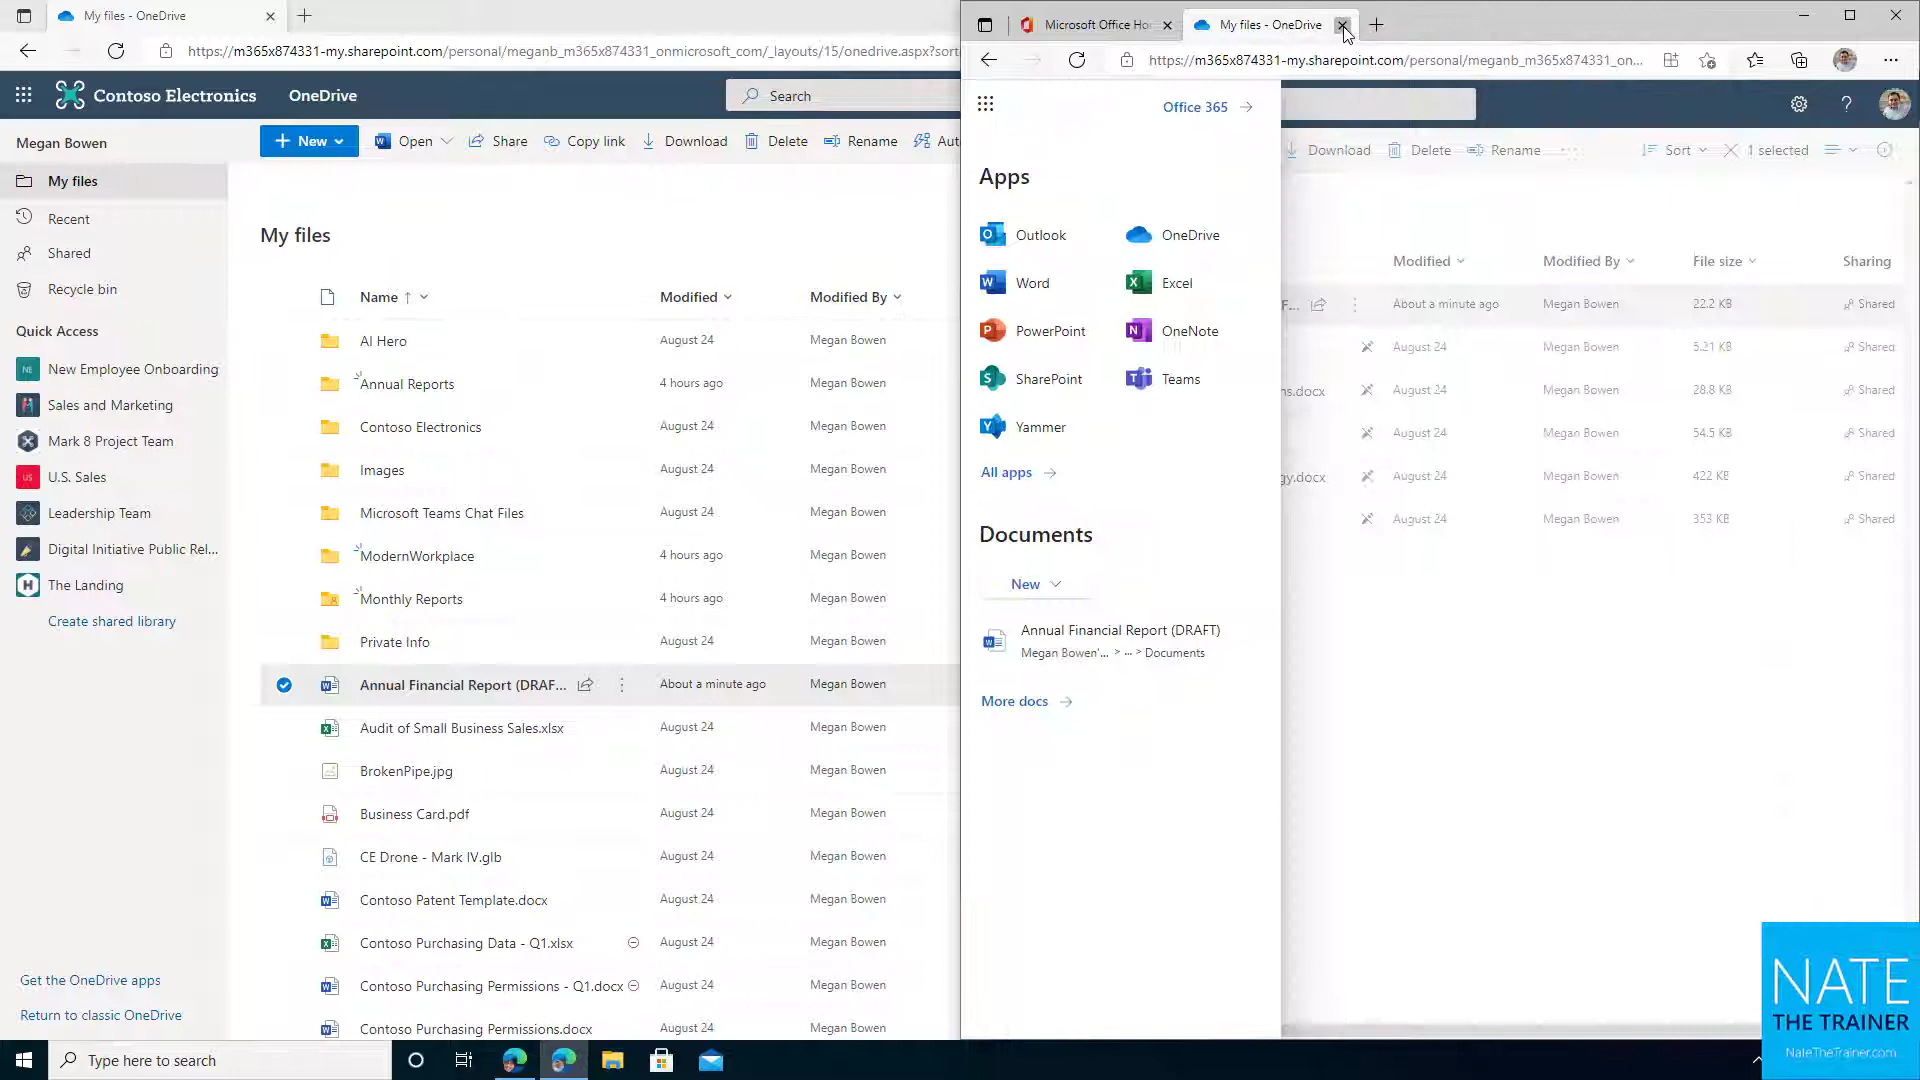 My files - OneDrive
https://m365x874331-my.sharepoint.com/personal/meganb_m365x874331_onmicrosoft_com/_layouts/15/onedrive.aspx?sort
Contoso Electronics
OneDrive
Search
Megan Bowen
New
Open
Share
Copy link
Download
Delete
Rename
Aut
My files
Recent
Shared
Recycle bin
Quick Access
NE New Employee Onboarding
Sales and Marketing
Mark 8 Project Team
US U.S. Sales
Leadership Team
Digital Initiative Public Rel...
The Landing
Create shared library
Get the OneDrive apps
Return to classic OneDrive
My files
Name Modified Modified By
AI Hero August 24 Megan Bowen
Annual Reports 4 hours ago Megan Bowen
Contoso Electronics August 24 Megan Bowen
Images August 24 Megan Bowen
Microsoft Teams Chat Files August 24 Megan Bowen
ModernWorkplace 4 hours ago Megan Bowen
Monthly Reports 4 hours ago Megan Bowen
Private Info August 24 Megan Bowen
Annual Financial Report (DRAF... About a minute ago Megan Bowen
Audit of Small Business Sales.xlsx August 24 Megan Bowen
BrokenPipe.jpg August 24 Megan Bowen
Business Card.pdf August 24 Megan Bowen
CE Drone - Mark IV.glb August 24 Megan Bowen
Contoso Patent Template.docx August 24 Megan Bowen
Contoso Purchasing Data - Q1.xlsx August 24 Megan Bowen
Contoso Purchasing Permissions - Q1.docx August 24 Megan Bowen
Contoso Purchasing Permissions.docx August 24 Megan Bowen
Microsoft Office Ho
My files - OneDrive
https://m365x874331-my.sharepoint.com/personal/meganb_m365x874331_on...
Office 365
Apps
Outlook
OneDrive
Word
Excel
PowerPoint
OneNote
SharePoint
Teams
Yammer
All apps
Documents
New
Annual Financial Report (DRAFT)
Megan Bowen'... > ... > Documents
More docs
Download
Delete
Rename
Sort
1 selected
Modified Modified By File size Sharing
F... About a minute ago Megan Bowen 22.2 KB Shared
August 24 Megan Bowen 5.21 KB Shared
ns.docx August 24 Megan Bowen 28.8 KB Shared
August 24 Megan Bowen 54.5 KB Shared
gy.docx August 24 Megan Bowen 422 KB Shared
August 24 Megan Bowen 353 KB Shared
NATE
THE TRAINER
NateTheTrainer.com
Type here to search